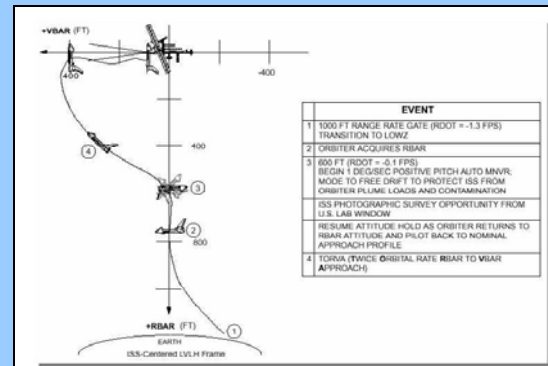 +VBAR (FT)
400
-400
400
4
3
2
800
+RBAR (FT)
1
EARTH
ISS-Centered LVLH Frame
EVENT
1 1000 FT RANGE RATE GATE (RDOT = -1.3 FPS)
TRANSITION TO LOWZ
2 ORBITER ACQUIRES RBAR
3 600 FT (RDOT = -0.1 FPS)
BEGIN 1 DEG/SEC POSITIVE PITCH AUTO MNVR;
MODE TO FREE DRIFT TO PROTECT ISS FROM
ORBITER PLUME LOADS AND CONTAMINATION
ISS PHOTOGRAPHIC SURVEY OPPORTUNITY FROM
U.S. LAB WINDOW
RESUME ATTITUDE HOLD AS ORBITER RETURNS TO
RBAR ATTITUDE AND PILOT BACK TO NOMINAL
APPROACH PROFILE
4 TORVA (TWICE ORBITAL RATE RBAR TO VBAR
APPROACH)